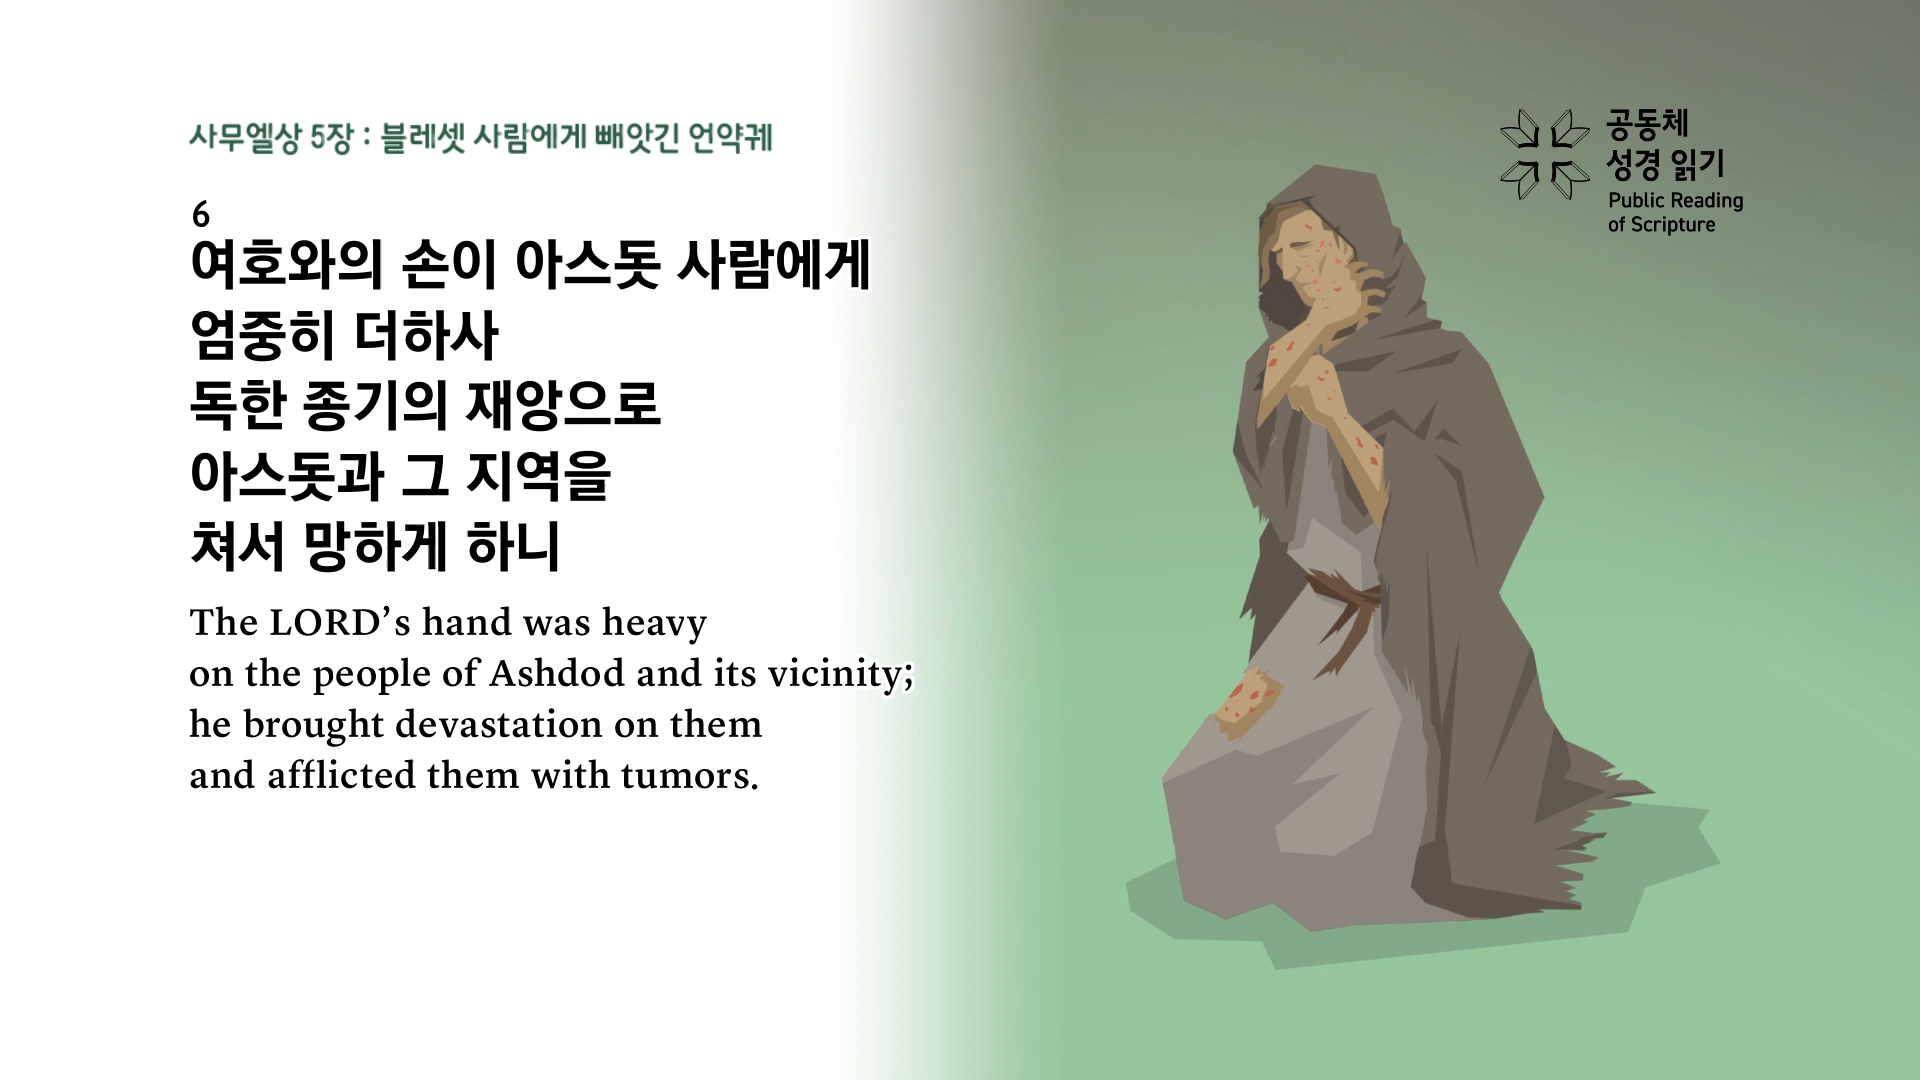 사무엘상 5장 : 블레셋 사람에게 빼앗긴 언약궤
6
여호와의 손이 아스돗 사람에게
엄중히 더하사
독한 종기의 재앙으로
아스돗과 그 지역을
쳐서 망하게 하니
The LORD’s hand was heavy
on the people of Ashdod and its vicinity;
he brought devastation on them
and afflicted them with tumors.
공동체
성경 읽기
Public Reading
of Scripture